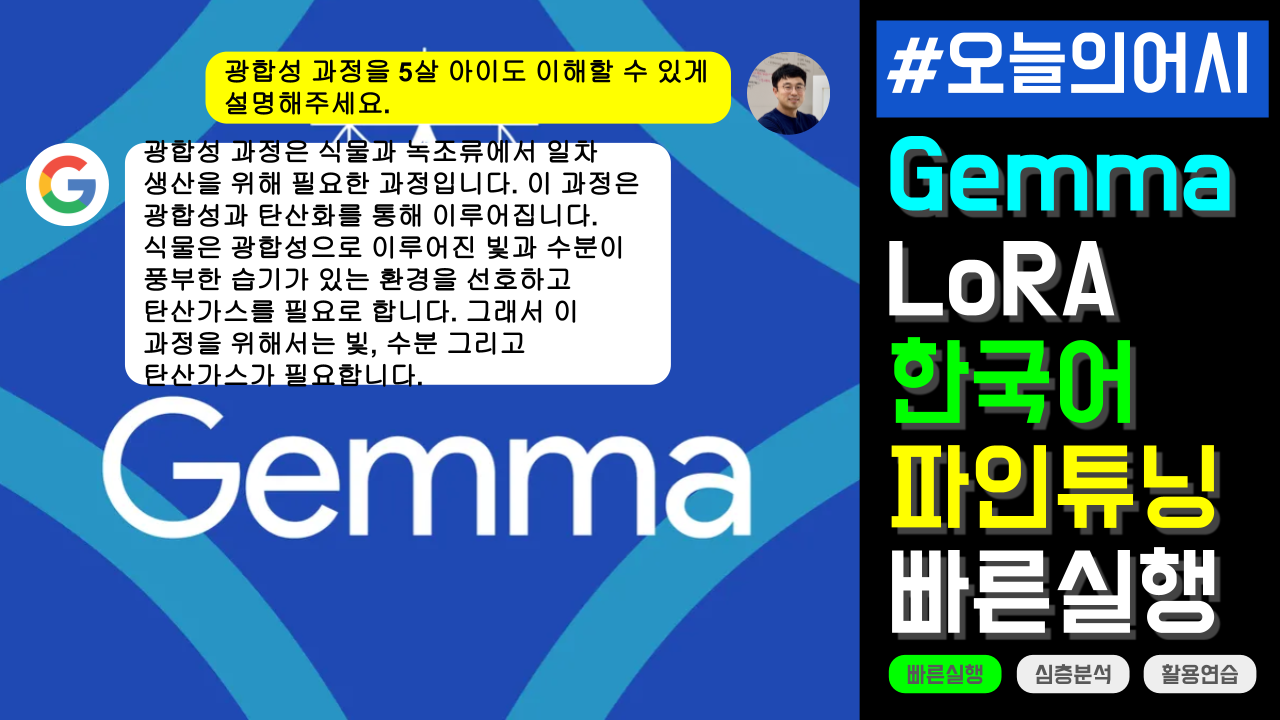 광합성 과정을 5살 아이도 이해할 수 있게
설명해주세요.
광합성 과정은 식물과 녹조류에서 일차
생산을 위해 필요한 과정입니다. 이 과정은
광합성과 탄산화를 통해 이루어집니다.
식물은 광합성으로 이루어진 빛과 수분이
풍부한 습기가 있는 환경을 선호하고
탄산가스를 필요로 합니다. 그래서 이
과정을 위해서는 빛, 수분 그리고
탄산가스가 필요합니다.
Gemma
#오늘의어시
Gemma
LoRA
한국어
파인튜닝
빠른실행
빠른실행 심층분석 활용연습